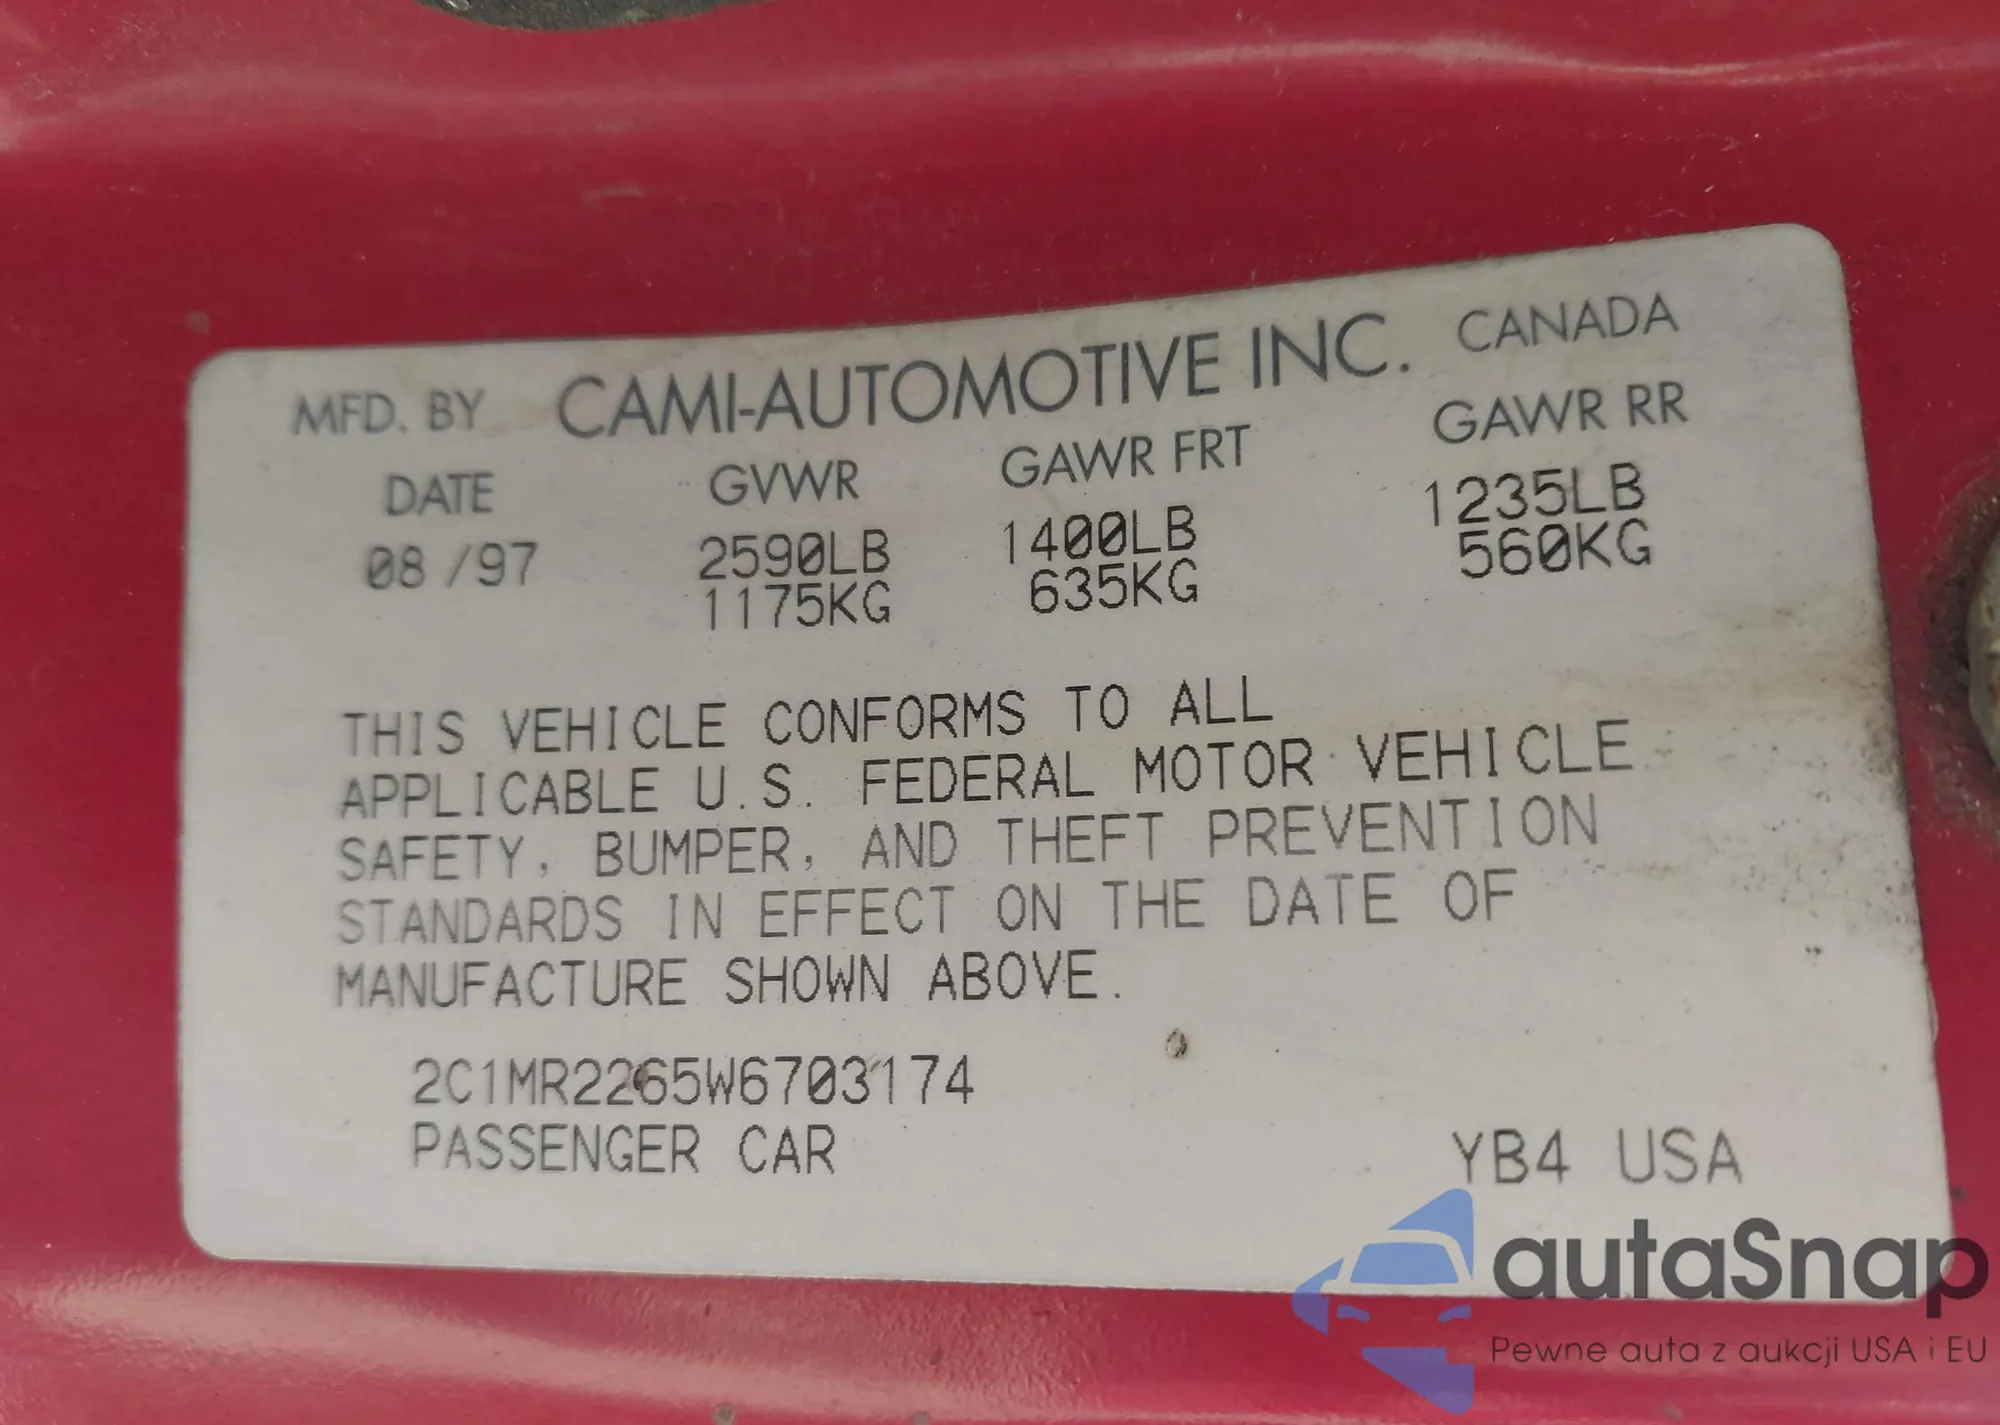 MFD. BY CAMI-AUTOMOTIVE INC. CANADA
DATE GVWR GAWR FRT GAWR RR
08/97 2590LB 1400LB 1235LB
1175KG 635KG 560KG
THIS VEHICLE CONFORMS TO ALL
APPLICABLE U.S. FEDERAL MOTOR VEHICLE
SAFETY, BUMPER, AND THEFT PREVENTION
STANDARDS IN EFFECT ON THE DATE OF
MANUFACTURE SHOWN ABOVE.
2C1MR2265W6703174
PASSENGER CAR YB4 USA
autaSnap
Pewne auta z aukcji USA i EU